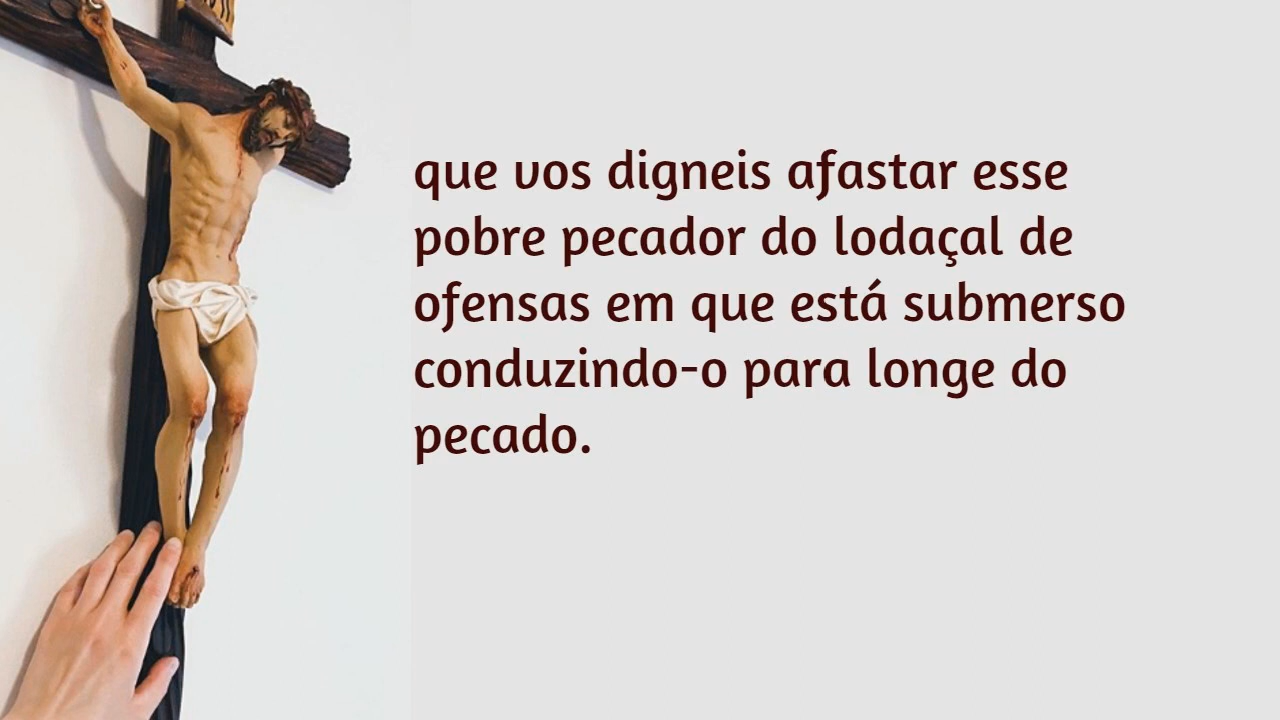 que vos digneis afastar esse
pobre pecador do lodaçal de
ofensas em que está submerso
conduzindo-o para longe do
pecado.